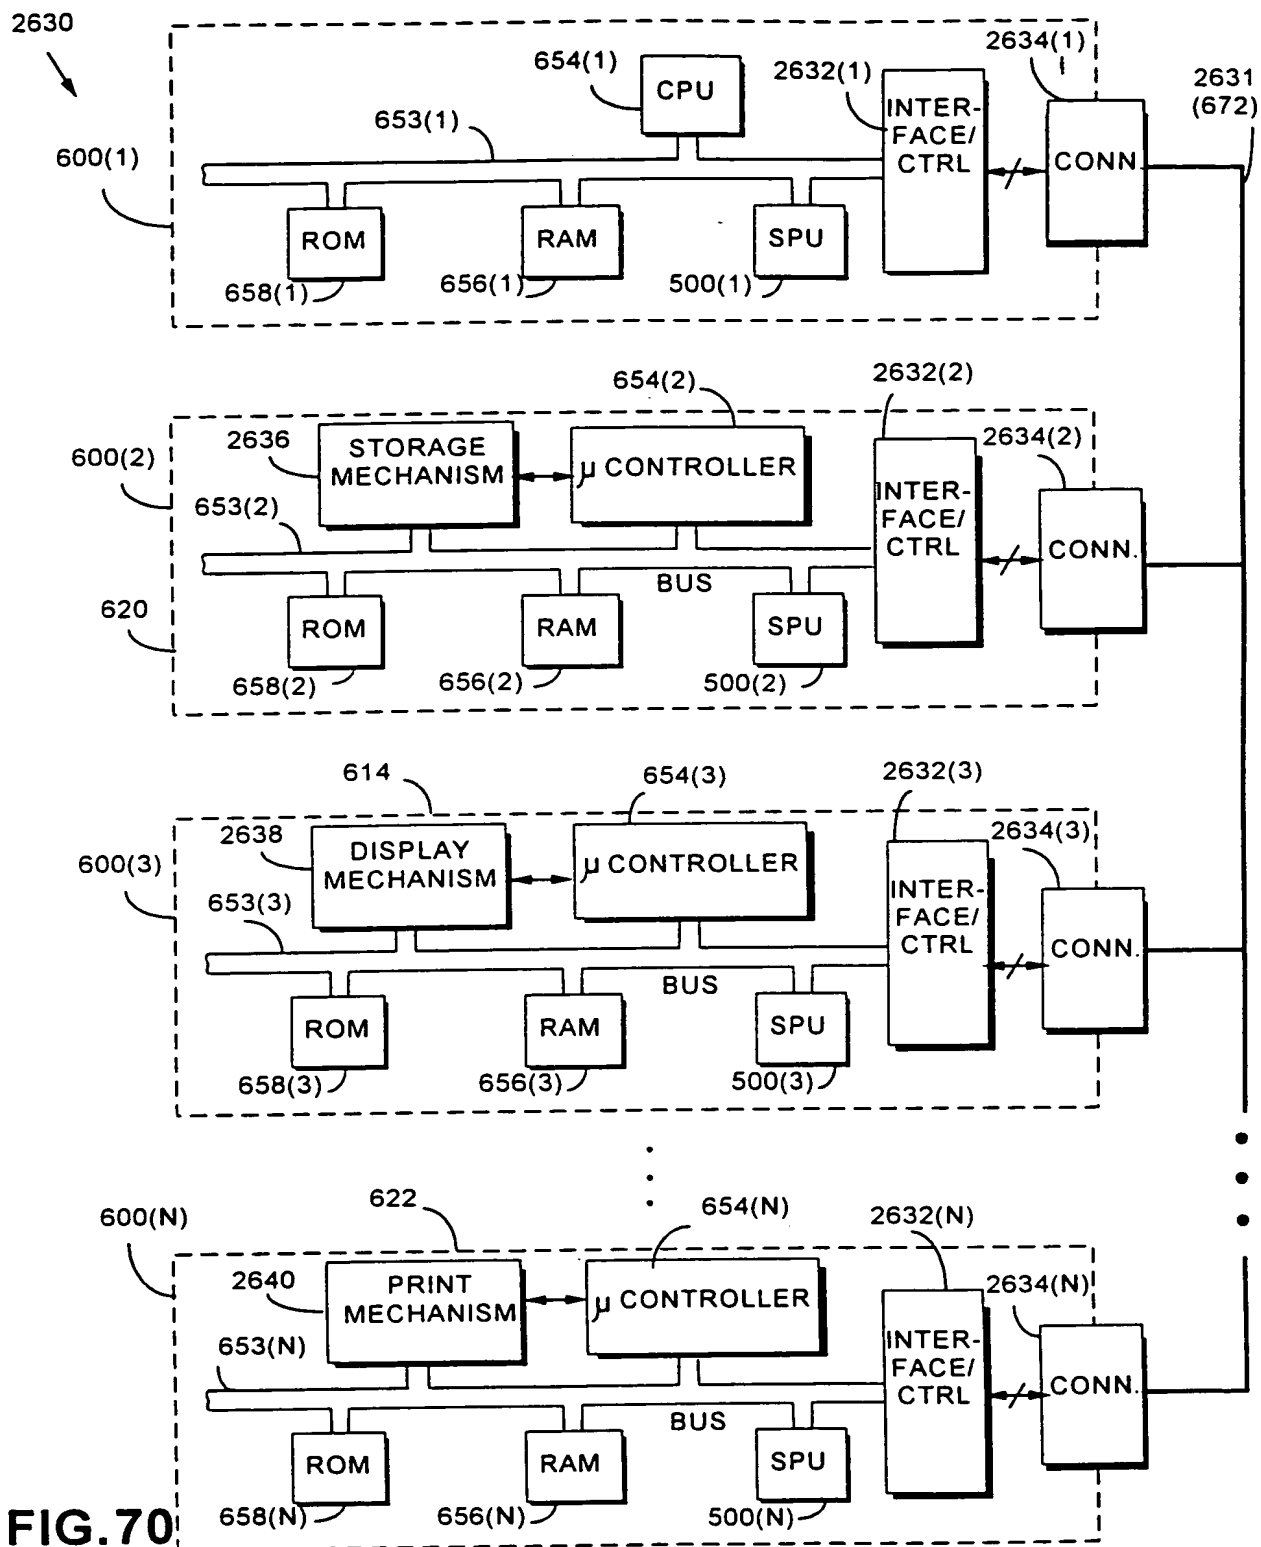 2630
654(1)
2632(1)
2634(1)
2631
(672)
CPU
INTER-
FACE/
CTRL
653(1)
600(1)
CONN.
ROM
RAM
SPU
658(1)
656(1)
500(1)
654(2)
2632(2)
2636
STORAGE
MECHANISM
μ CONTROLLER
2634(2)
600(2)
INTER-
FACE/
CTRL
653(2)
CONN.
BUS
620
ROM
RAM
SPU
658(2)
656(2)
500(2)
614
654(3)
2632(3)
2638
DISPLAY
MECHANISM
μ CONTROLLER
2634(3)
600(3)
INTER-
FACE/
CTRL
653(3)
CONN.
BUS
ROM
RAM
SPU
658(3)
656(3)
500(3)
622
654(N)
2632(N)
600(N)
2640
PRINT
MECHANISM
μ CONTROLLER
2634(N)
INTER-
FACE/
CTRL
653(N)
CONN.
BUS
ROM
RAM
SPU
658(N)
656(N)
500(N)
FIG.70